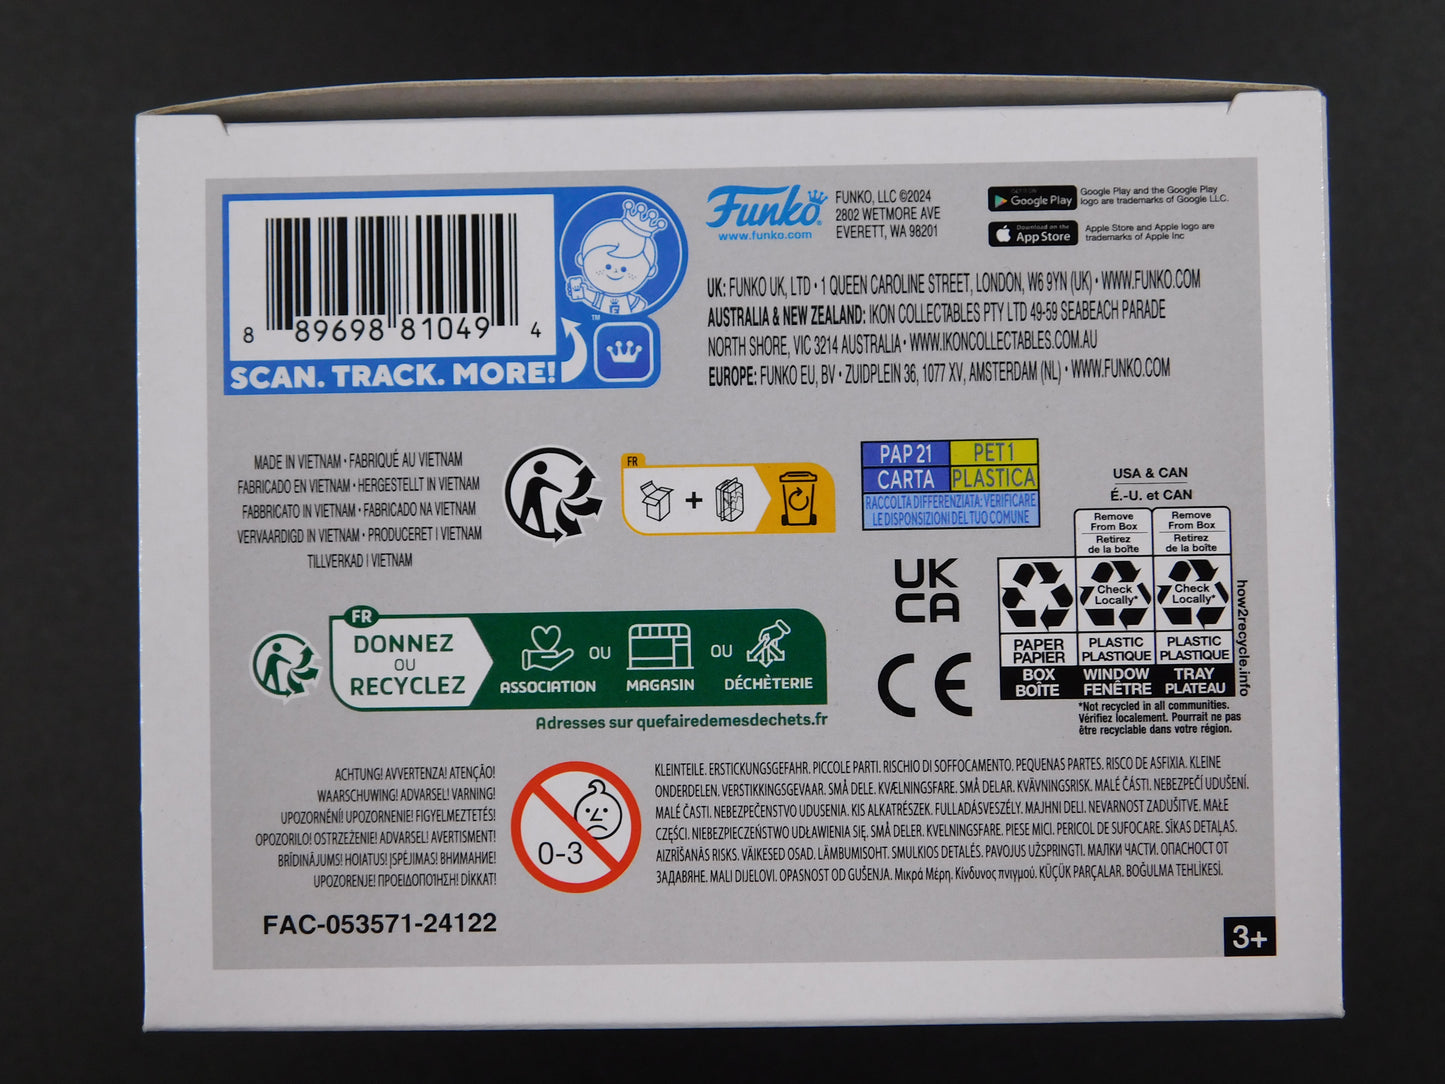 8 89698 81049 4
SCAN. TRACK. MORE!
TM
Funko
www.funko.com
FUNKO, LLC ©2024
2802 WETMORE AVE
EVERETT, WA 98201
GET IT ON
Google Play
Google Play and the Google Play
logo are trademarks of Google LLC.
Download on the
App Store
Apple Store and Apple logo are
trademarks of Apple Inc
UK: FUNKO UK, LTD • 1 QUEEN CAROLINE STREET, LONDON, W6 9YN (UK) • WWW.FUNKO.COM
AUSTRALIA & NEW ZEALAND: IKON COLLECTABLES PTY LTD 49-59 SEABEACH PARADE
NORTH SHORE, VIC 3214 AUSTRALIA • WWW.IKONCOLLECTABLES.COM.AU
EUROPE: FUNKO EU, BV • ZUIDPLEIN 36, 1077 XV, AMSTERDAM (NL) • WWW.FUNKO.COM
MADE IN VIETNAM • FABRIQUÉ AU VIETNAM
FABRICADO EN VIETNAM • HERGESTELLT IN VIETNAM
FABBRICATO IN VIETNAM • FABRICADO NA VIETNAM
VERVAARDIGD IN VIETNAM • PRODUCERET I VIETNAM
TILLVERKAD I VIETNAM
FR
+
PAP 21
PET 1
CARTA
PLASTICA
RACCOLTA DIFFERENZIATA: VERIFICARE
LE DISPOSIZIONI DEL TUO COMUNE
USA & CAN
É.-U. et CAN
Remove
From Box
Retirez
de la boîte
Remove
From Box
Retirez
de la boîte
Check
Locally*
Check
Locally*
PAPER
PAPIER
PLASTIC
PLASTIQUE
PLASTIC
PLASTIQUE
BOX
BOÎTE
WINDOW
FENÊTRE
TRAY
PLATEAU
how2recycle.info
*Not recycled in all communities.
Vérifiez localement. Pourrait ne pas
être recyclable dans votre région.
UK
CA
CE
FR
DONNEZ
OU
RECYCLEZ
ASSOCIATION
OU
MAGASIN
OU
DÉCHÈTERIE
Adresses sur quefairedemesdechets.fr
ACHTUNG! AVVERTENZA! ATENÇÃO!
WAARSCHUWING! ADVARSEL! VARNING!
UPOZORNĚNÍ! UPOZORNENIE! FIGYELMEZTETÉS!
OPOZORILO! OSTRZEŻENIE! ADVARSEL! AVERTISMENT!
BRĪDINĀJUMS! HOIATUS! ĮSPĖJIMAS! ВНИМАНИЕ!
UPOZORENJE! ΠΡΟΕΙΔΟΠΟΙΗΣΗ! DİKKAT!
0-3
KLEINTEILE. ERSTICKUNGSGEFAHR. PICCOLE PARTI. RISCHIO DI SOFFOCAMENTO. PEQUENAS PARTES. RISCO DE ASFIXIA. KLEINE
ONDERDELEN. VERSTIKKINGSGEVAAR. SMÅ DELE. KVÆLNINGSFARE. SMÅ DELAR. KVÄVNINGSRISK. MALÉ ČÁSTI. NEBEZPEČÍ UDUŠENÍ.
MALÉ ČASTI. NEBEZPEČENSTVO UDUSENIA. KIS ALKATRÉSZEK. FULLADÁSVESZÉLY. MAJHNI DELI. NEVARNOST ZADUŠITVE. MAŁE
CZĘŚCI. NIEBEZPIECZEŃSTWO UDŁAWIENIA SIĘ. SMÅ DELER. KVELNINGSFARE. PIESE MICI. PERICOL DE SUFOCARE. SĪKAS DETAĻAS.
AIZRĪŠANĀS RISKS. VÄIKESED OSAD. LÄMBUMISOHT. SMULKIOS DETALĖS. PAVOJUS UŽSPRINGTI. МАЛКИ ЧАСТИ. ОПАСНОСТ ОТ
ЗАДАВЯНЕ. MALI DIJELOVI. OPASNOST OD GUŠENJA. Μικρά Μέρη. Κίνδυνος πνιγμού. KÜÇÜK PARÇALAR. BOĞULMA TEHLİKESİ.
FAC-053571-24122
3+